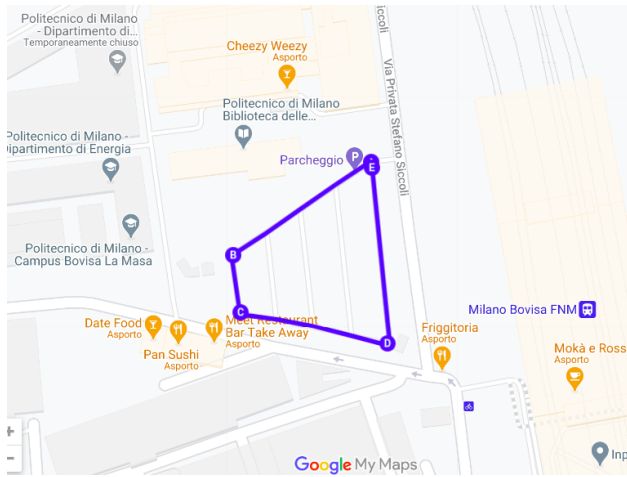 Politecnico di Milano
- Dipartimento di...
Temporaneamente chiuso
Siccoli
Cheezy Weezy
Asporto
Via Privata Stefano Siccoli
Politecnico di Milano
Biblioteca delle...
Politecnico di Milano -
Dipartimento di Energia
Parcheggio
P
E
Politecnico di Milano -
Campus Bovisa La Masa
B
C
Date Food
Asporto
Pan Sushi
Asporto
Meet Restaurant
Bar Take Away
Asporto
D
Friggitoria
Asporto
Milano Bovisa FNM
Mokà e Ross
Asporto
+
−
Google My Maps
Inp